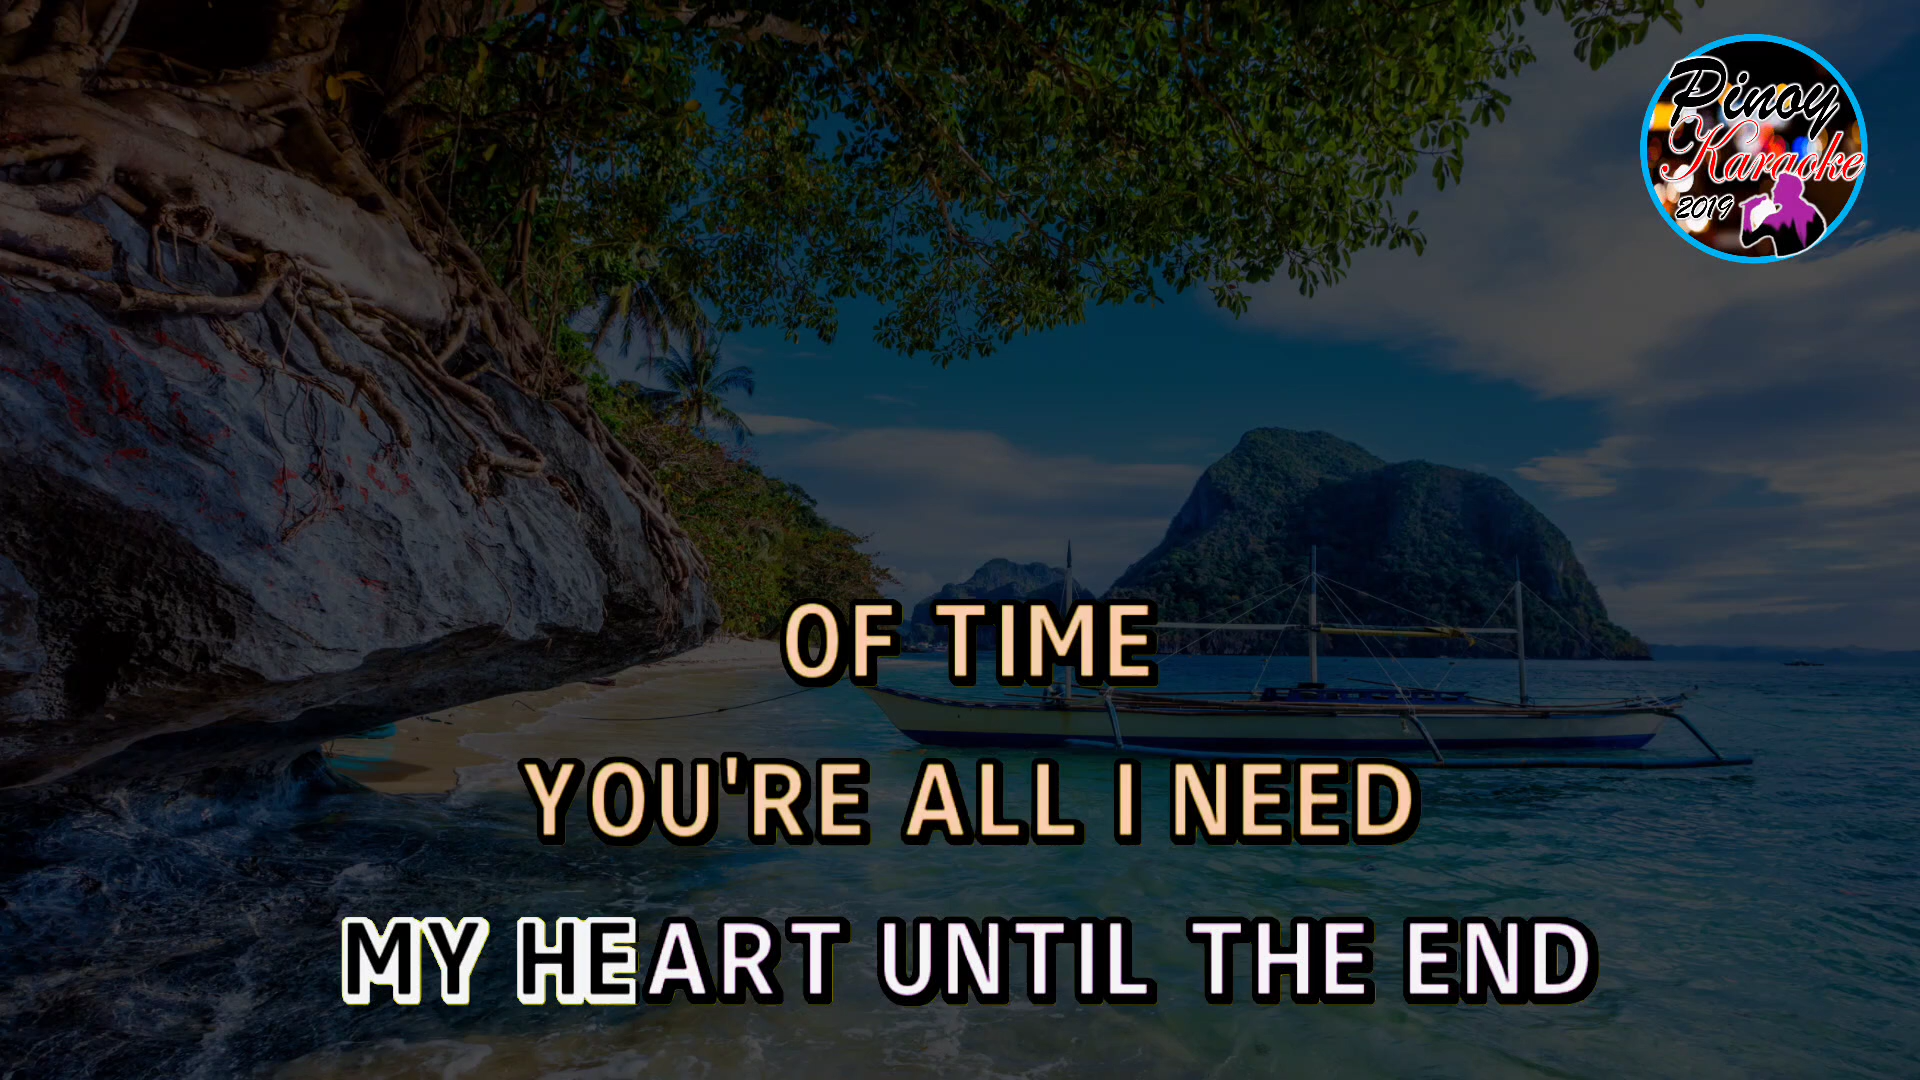 Pinoy
Karaoke
2019
OF TIME
YOU'RE ALL I NEED
MY HEART UNTIL THE END